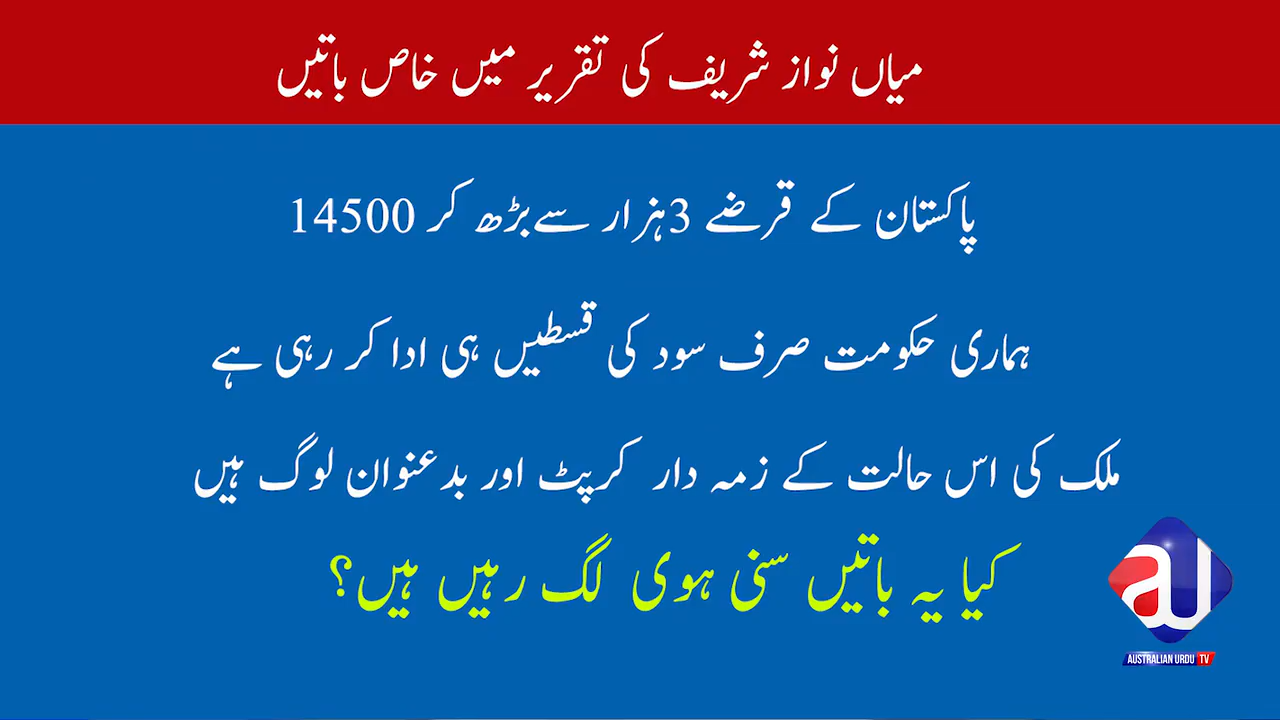 میاں نواز شریف کی تقریر میں خاص باتیں
پاکستان کے قرضے 3ہزار سےبڑھ کر 14500
ہماری حکومت صرف سود کی قسطیں ہی ادا کر رہی ہے
ملک کی اس حالت کے زمہ دار کرپٹ اور بدعنوان لوگ ہیں
کیا یہ باتیں سنی ہوی لگ رہیں ہیں؟
au
AUSTRALIAN URDU TV